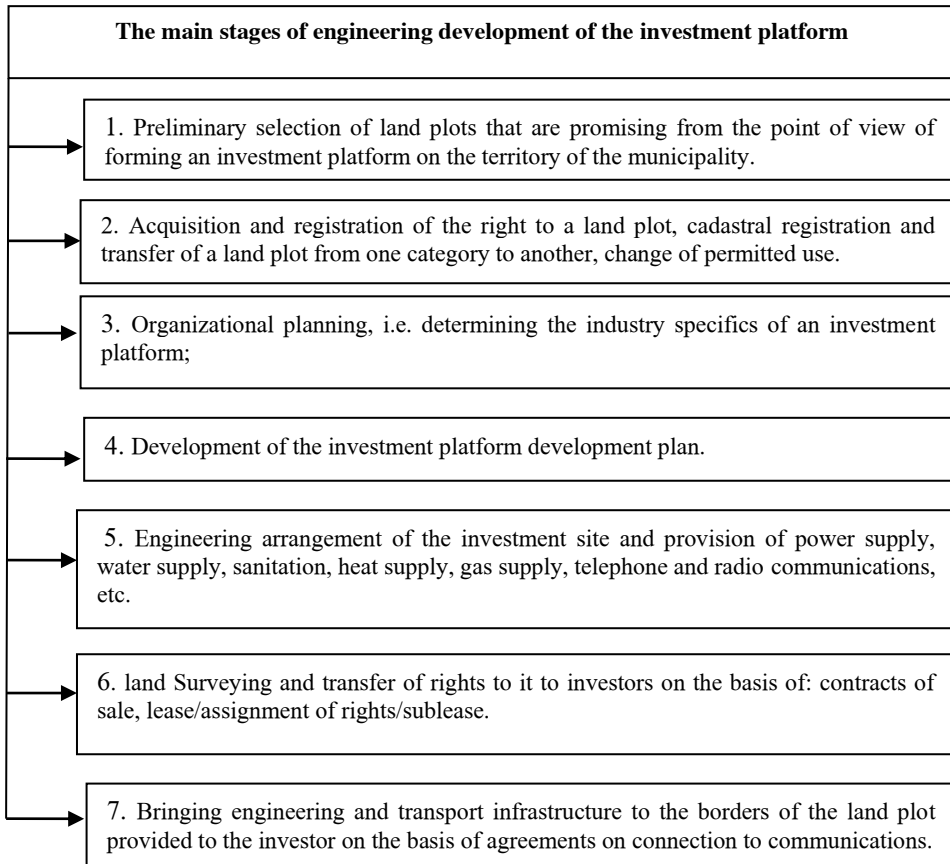 The main stages of engineering development of the investment platform
1. Preliminary selection of land plots that are promising from the point of view of
forming an investment platform on the territory of the municipality.
2. Acquisition and registration of the right to a land plot, cadastral registration and
transfer of a land plot from one category to another, change of permitted use.
3. Organizational planning, i.e. determining the industry specifics of an investment
platform;
4. Development of the investment platform development plan.
5. Engineering arrangement of the investment site and provision of power supply,
water supply, sanitation, heat supply, gas supply, telephone and radio communications,
etc.
6. land Surveying and transfer of rights to it to investors on the basis of: contracts of
sale, lease/assignment of rights/sublease.
7. Bringing engineering and transport infrastructure to the borders of the land plot
provided to the investor on the basis of agreements on connection to communications.